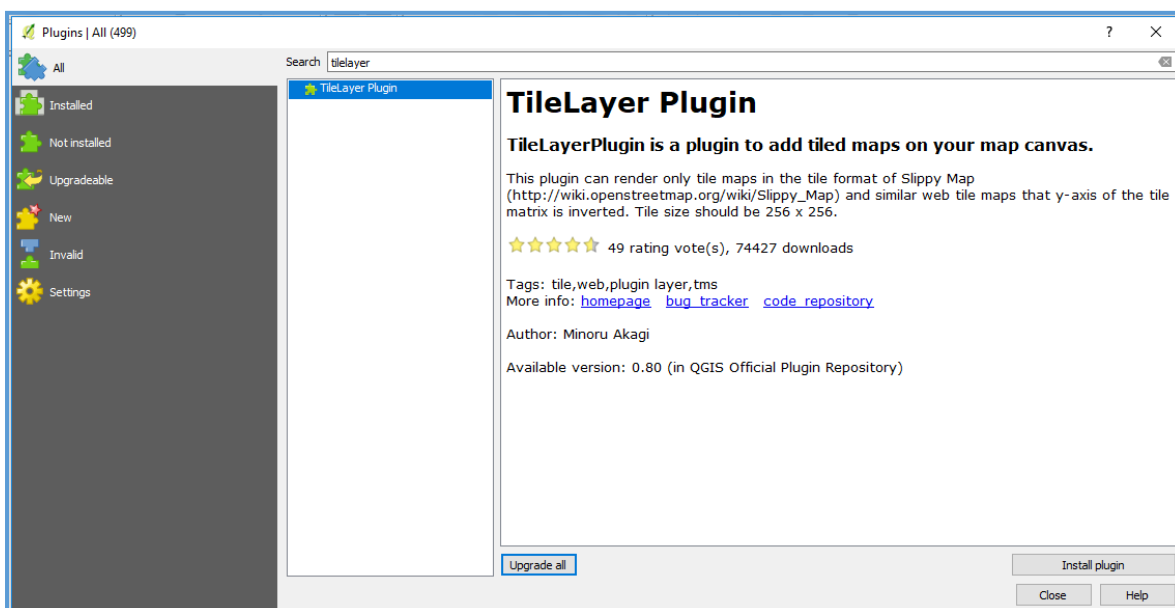 Plugins | All (499)
? X
All
Installed
Not installed
Upgradeable
New
Invalid
Settings
Search tilelayer
TileLayer Plugin
TileLayer Plugin
TileLayerPlugin is a plugin to add tiled maps on your map canvas.
This plugin can render only tile maps in the tile format of Slippy Map
(http://wiki.openstreetmap.org/wiki/Slippy_Map) and similar web tile maps that y-axis of the tile
matrix is inverted. Tile size should be 256 x 256.
49 rating vote(s), 74427 downloads
Tags: tile,web,plugin layer,tms
More info: homepage bug_tracker code_repository
Author: Minoru Akagi
Available version: 0.80 (in QGIS Official Plugin Repository)
Upgrade all
Install plugin
Close Help